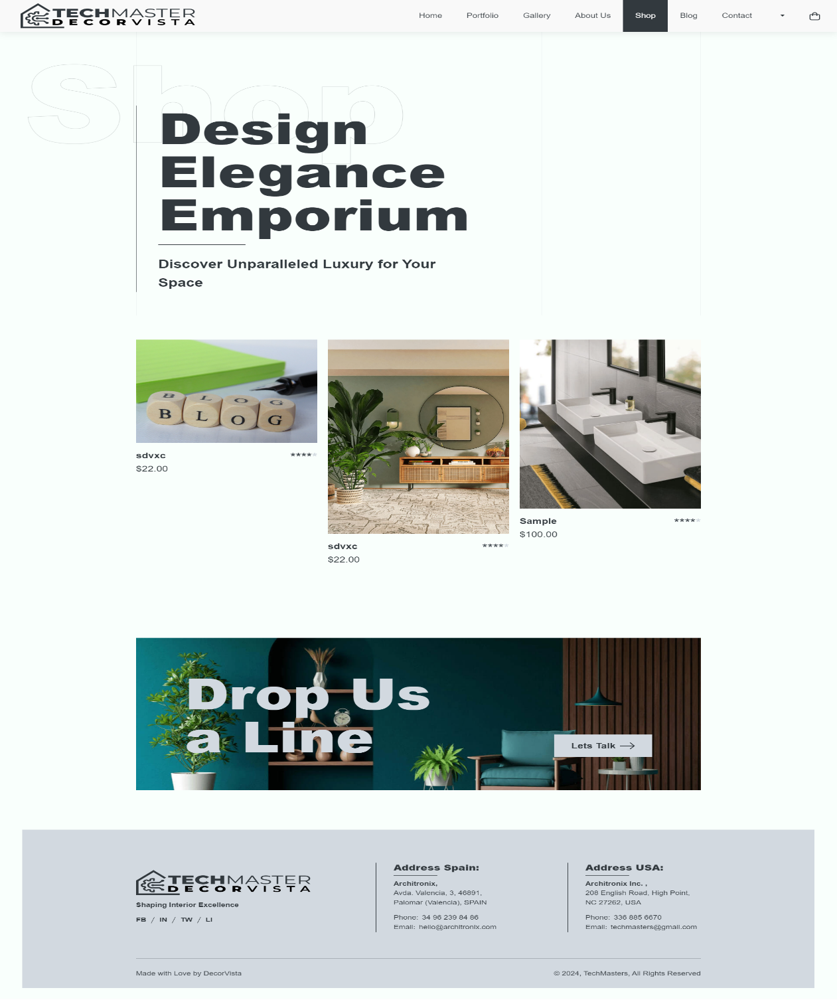 TECHMASTER
DECORVISTA
Home
Portfolio
Gallery
About Us
Shop
Blog
Contact
Shop
Design
Elegance
Emporium
Discover Unparalleled Luxury for Your
Space
B L O G
B L O G
sdvxc
★★★★★
$22.00
sdvxc
★★★★★
$22.00
Sample
★★★★★
$100.00
Drop Us
a Line
Lets Talk
TECHMASTER
DECORVISTA
Shaping Interior Excellence
FB / IN / TW / LI
Address Spain:
Architronix,
Avda. Valencia, 3, 46891,
Palomar (Valencia), SPAIN
Phone: 34 96 239 84 86
Email: hello@architronix.com
Address USA:
Architronix Inc. ,
208 English Road, High Point,
NC 27262, USA
Phone: 336 885 6670
Email: techmasters@gmail.com
Made with Love by DecorVista
© 2024, TechMasters, All Rights Reserved